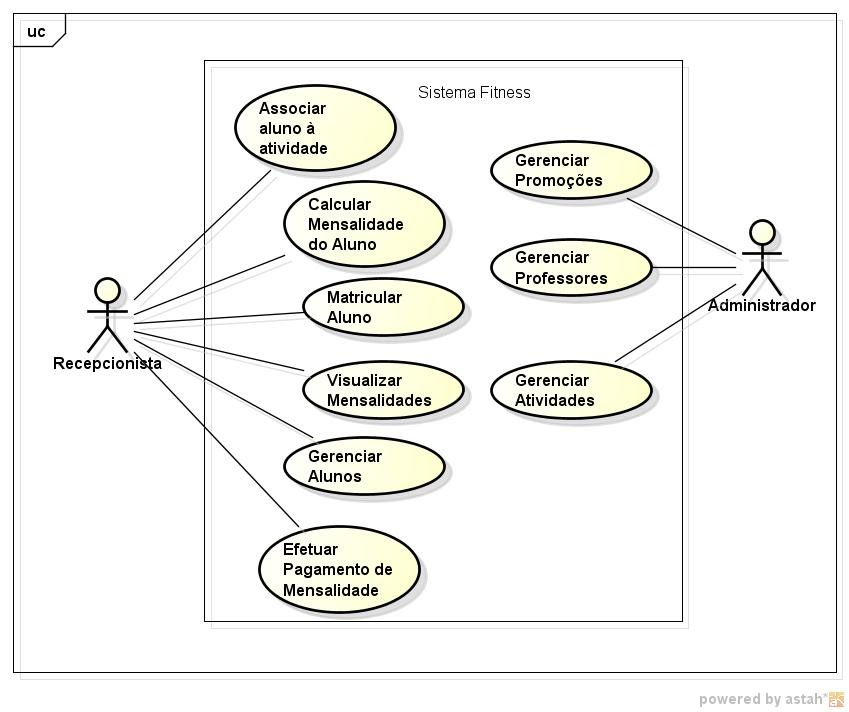 uc
Sistema Fitness
Associar
aluno à
atividade
Calcular
Mensalidade
do Aluno
Matricular
Aluno
Visualizar
Mensalidades
Gerenciar
Alunos
Efetuar
Pagamento de
Mensalidade
Gerenciar
Promoções
Gerenciar
Professores
Gerenciar
Atividades
Recepcionista
Administrador
powered by astah*